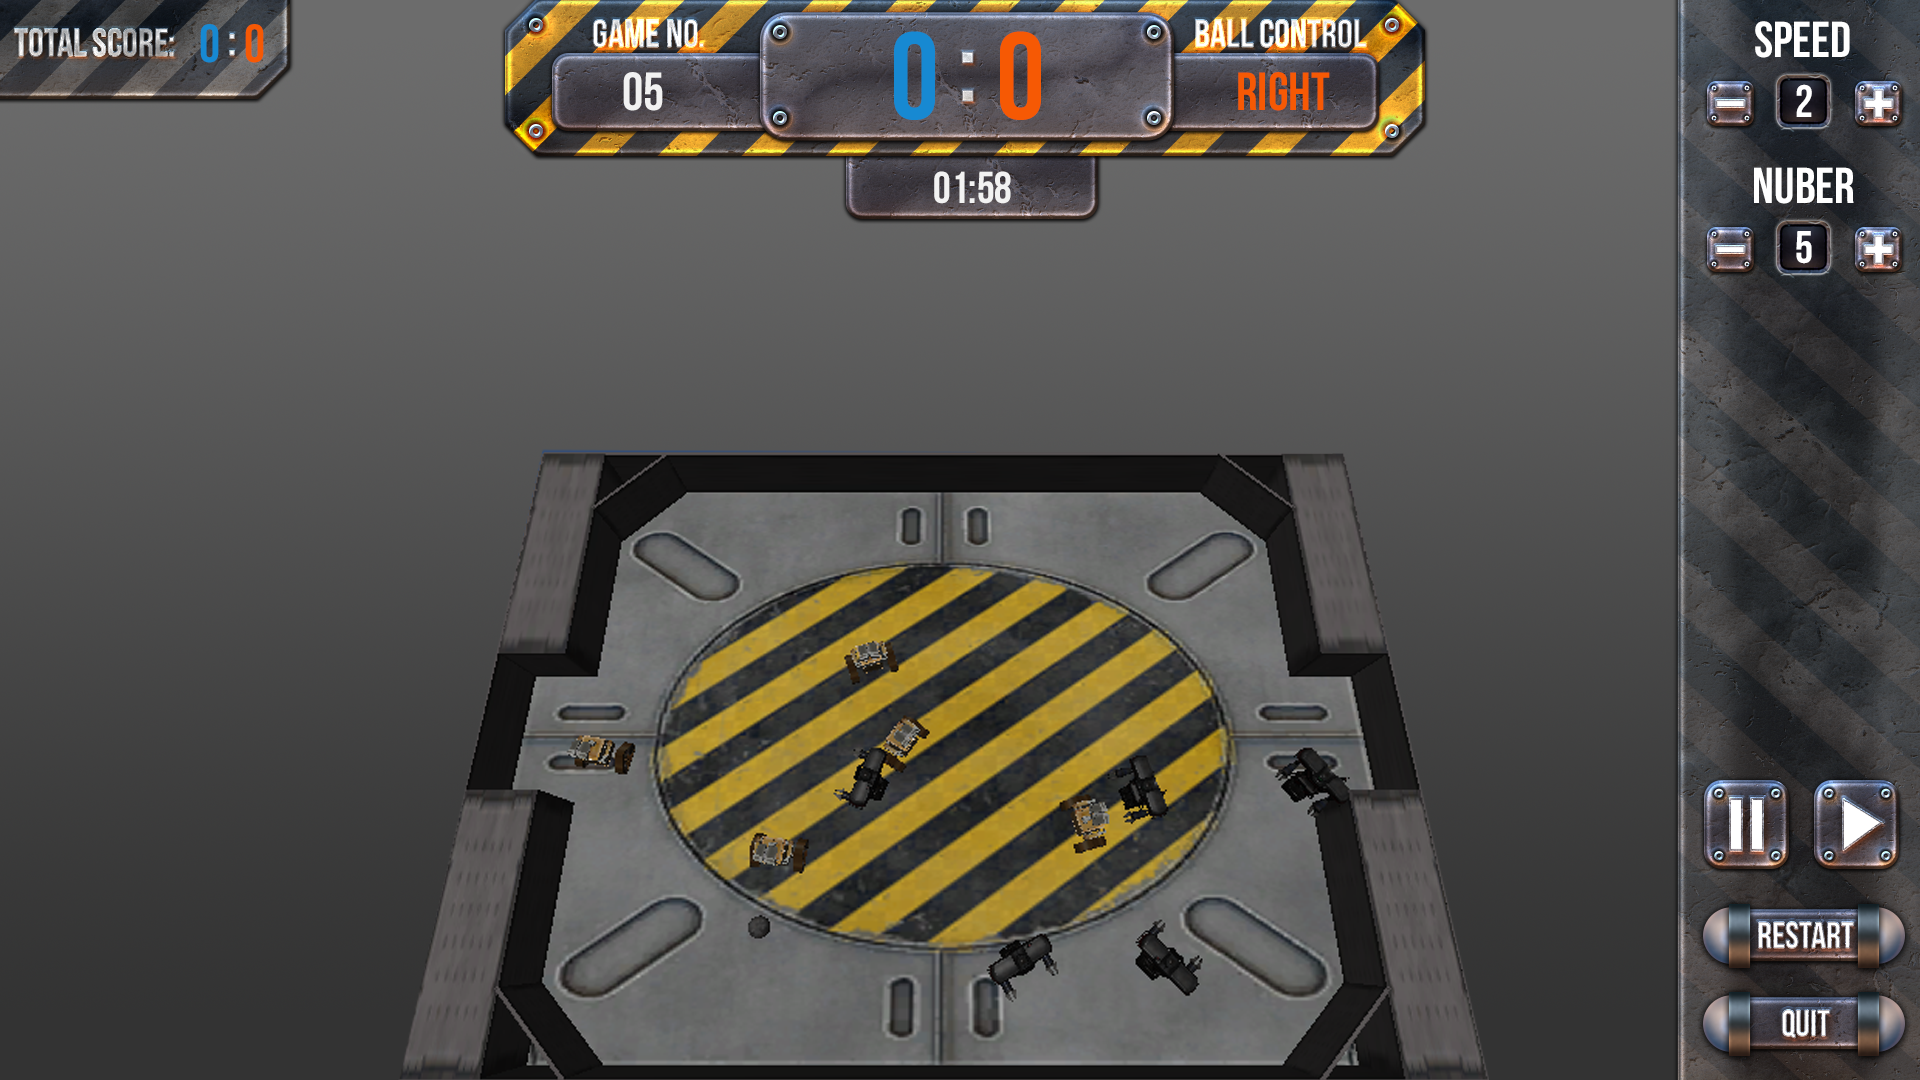 TOTAL SCORE: 0 : 0
GAME NO.
05
0 : 0
BALL CONTROL
RIGHT
01:58
SPEED
2
NUBER
5
RESTART
QUIT